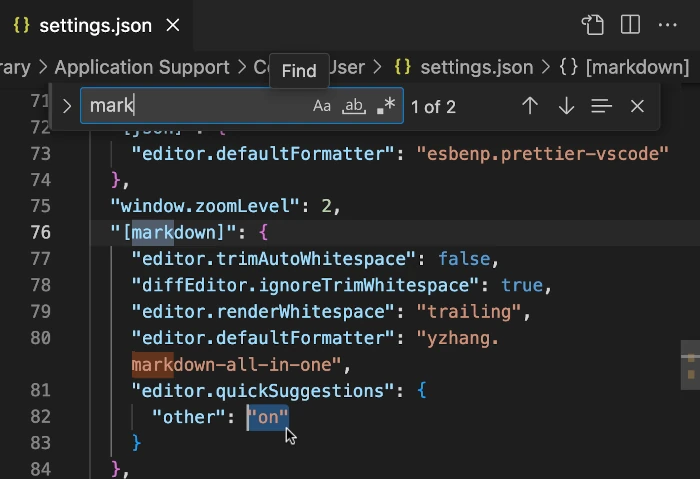 {} settings.json ×
rary > Application Support > Co User > {} settings.json > {} [markdown]
Find
mark Aa ab .* 1 of 2
71
72 "[json]": {
73 "editor.defaultFormatter": "esbenp.prettier-vscode"
74 },
75 "window.zoomLevel": 2,
76 "[markdown]": {
77 "editor.trimAutoWhitespace": false,
78 "diffEditor.ignoreTrimWhitespace": true,
79 "editor.renderWhitespace": "trailing",
80 "editor.defaultFormatter": "yzhang.
markdown-all-in-one",
81 "editor.quickSuggestions": {
82 "other": "on"
83 }
84 },